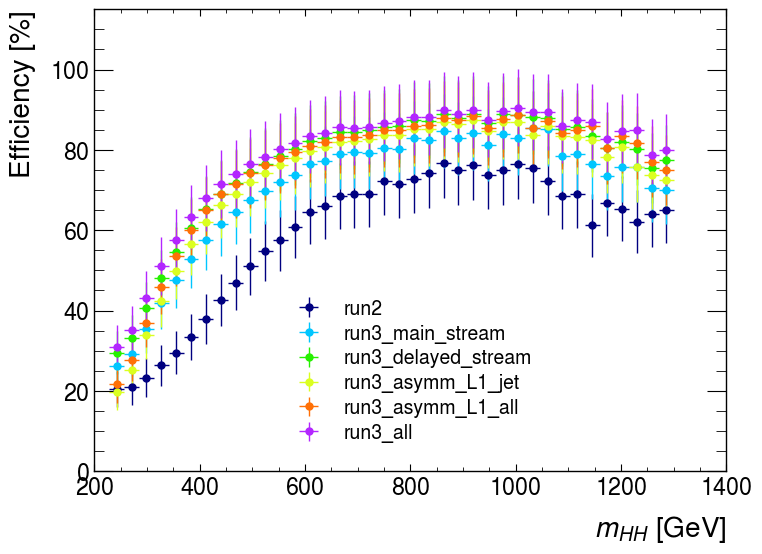 Efficiency [%]
100
80
60
40
20
0
run2
run3_main_stream
run3_delayed_stream
run3_asymm_L1_jet
run3_asymm_L1_all
run3_all
200 400 600 800 1000 1200 1400
m_HH [GeV]